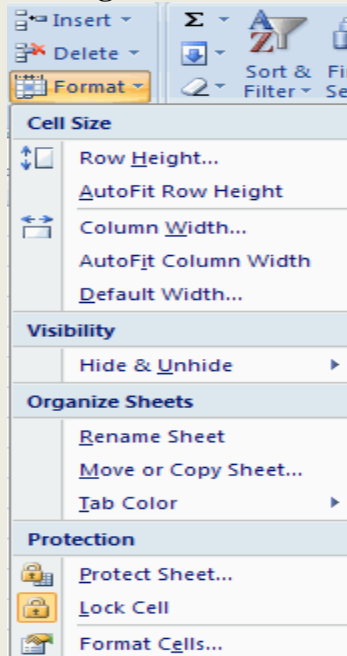 Insert
Σ
Delete
Sort &
Format
Filter
Cell Size
Row Height...
AutoFit Row Height
Column Width...
AutoFit Column Width
Default Width...
Visibility
Hide & Unhide
Organize Sheets
Rename Sheet
Move or Copy Sheet...
Tab Color
Protection
Protect Sheet...
Lock Cell
Format Cells...